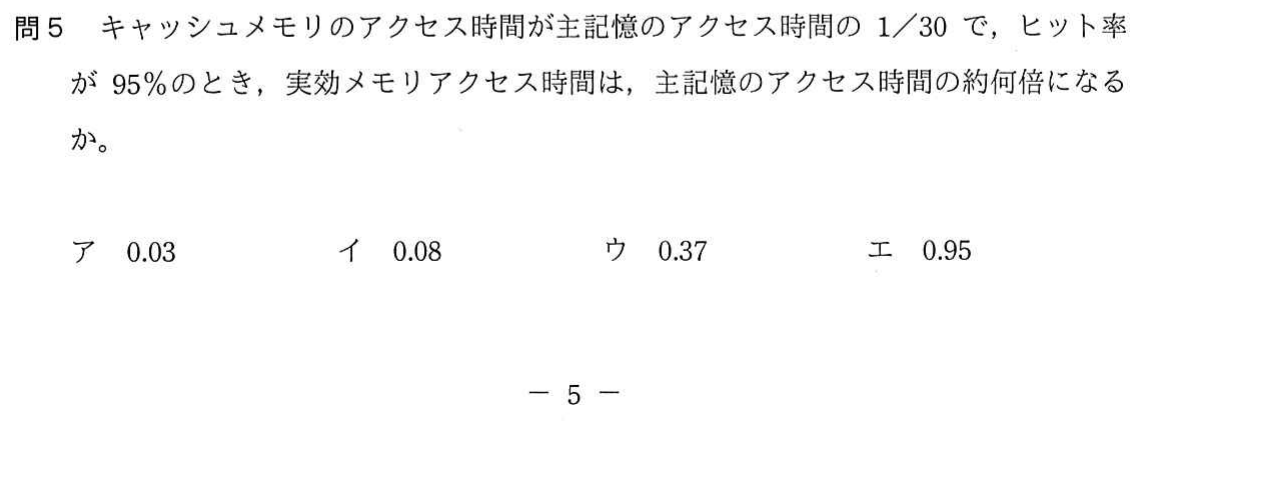 問5　キャッシュメモリのアクセス時間が主記憶のアクセス時間の 1／30 で，ヒット率
が 95％のとき，実効メモリアクセス時間は，主記憶のアクセス時間の約何倍になる
か。
ア　0.03　イ　0.08　ウ　0.37　エ　0.95
－ 5 －